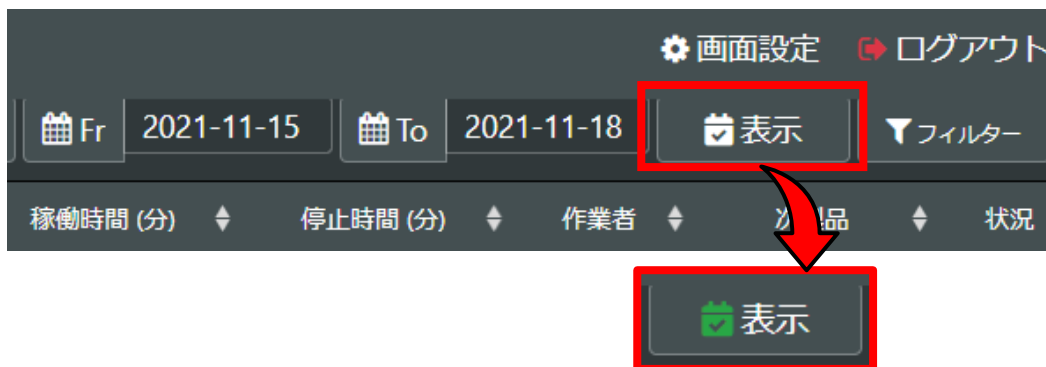 画面設定 ログアウト
Fr 2021-11-15 To 2021-11-18 表示 フィルター
稼働時間 (分) 停止時間 (分) 作業者 品 状況
表示